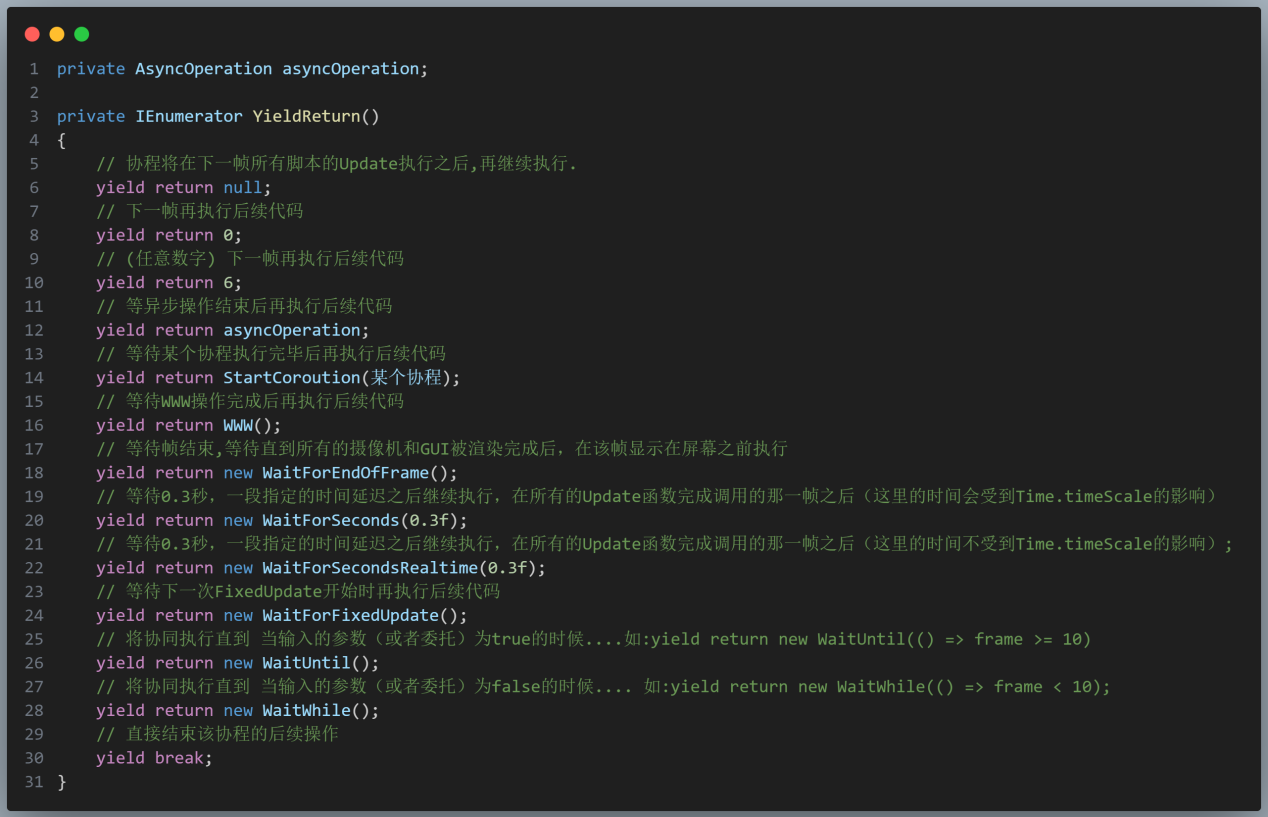 1 private AsyncOperation asyncOperation;
2
3 private IEnumerator YieldReturn()
4 {
5     // 协程将在下一帧所有脚本的Update执行之后,再继续执行.
6     yield return null;
7     // 下一帧再执行后续代码
8     yield return 0;
9     // (任意数字) 下一帧再执行后续代码
10     yield return 6;
11     // 等异步操作结束后再执行后续代码
12     yield return asyncOperation;
13     // 等待某个协程执行完毕后再执行后续代码
14     yield return StartCoroution(某个协程);
15     // 等待WWW操作完成后再执行后续代码
16     yield return WWW();
17     // 等待帧结束,等待直到所有的摄像机和GUI被渲染完成后，在该帧显示在屏幕之前执行
18     yield return new WaitForEndOfFrame();
19     // 等待0.3秒，一段指定的时间延迟之后继续执行，在所有的Update函数完成调用的那一帧之后（这里的时间会受到Time.timeScale的影响）
20     yield return new WaitForSeconds(0.3f);
21     // 等待0.3秒，一段指定的时间延迟之后继续执行，在所有的Update函数完成调用的那一帧之后（这里的时间不受到Time.timeScale的影响）;
22     yield return new WaitForSecondsRealtime(0.3f);
23     // 等待下一次FixedUpdate开始时再执行后续代码
24     yield return new WaitForFixedUpdate();
25     // 将协同执行直到 当输入的参数（或者委托）为true的时候....如:yield return new WaitUntil(() => frame >= 10)
26     yield return new WaitUntil();
27     // 将协同执行直到 当输入的参数（或者委托）为false的时候.... 如:yield return new WaitWhile(() => frame < 10);
28     yield return new WaitWhile();
29     // 直接结束该协程的后续操作
30     yield break;
31 }